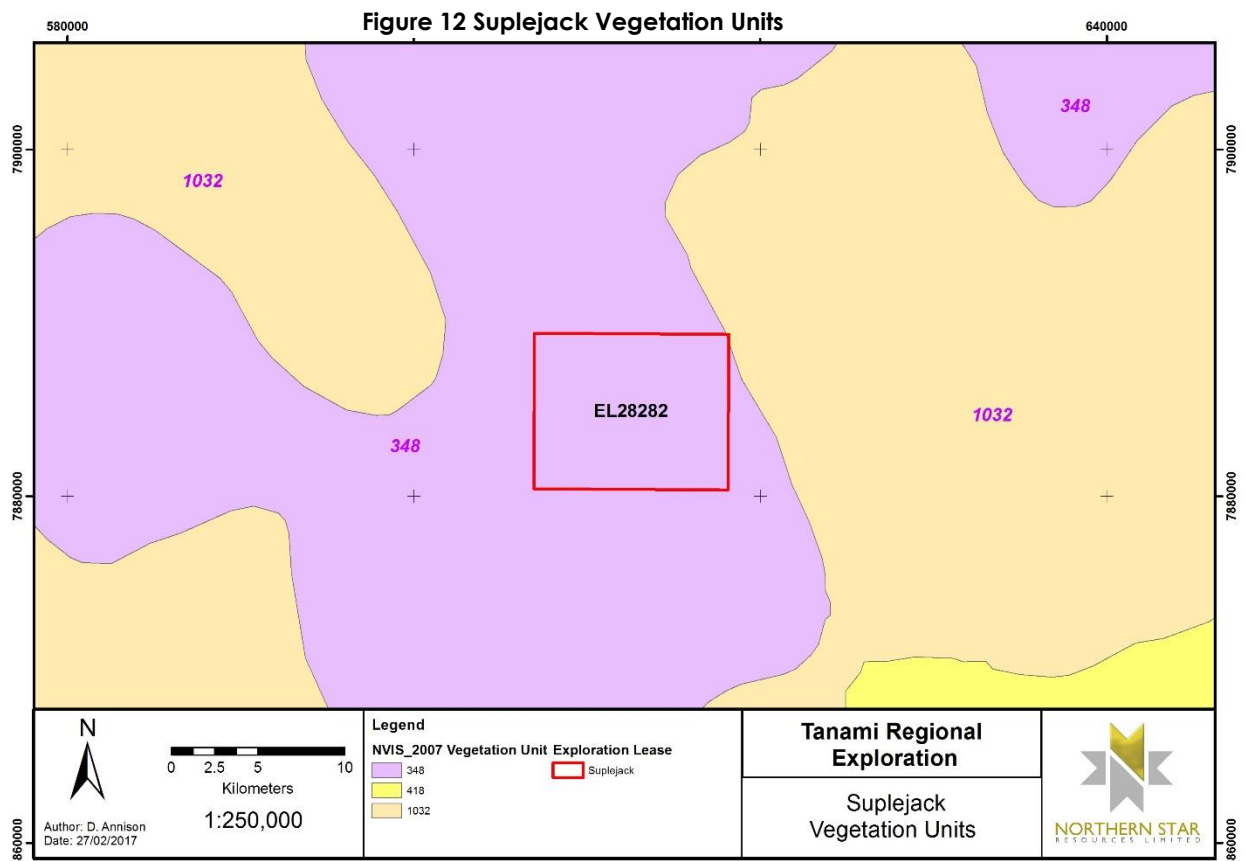 Figure 12 Suplejack Vegetation Units
580000
640000
7900000
7900000
348
1032
EL28282
1032
348
7880000
7880000
N
0 2.5 5 10
Kilometers
1:250,000
Author: D. Annison
Date: 27/02/2017
Legend
NVIS_2007 Vegetation Unit Exploration Lease
348
Suplejack
418
1032
Tanami Regional
Exploration
Suplejack
Vegetation Units
NORTHERN STAR
RESOURCES LIMITED
860000
860000